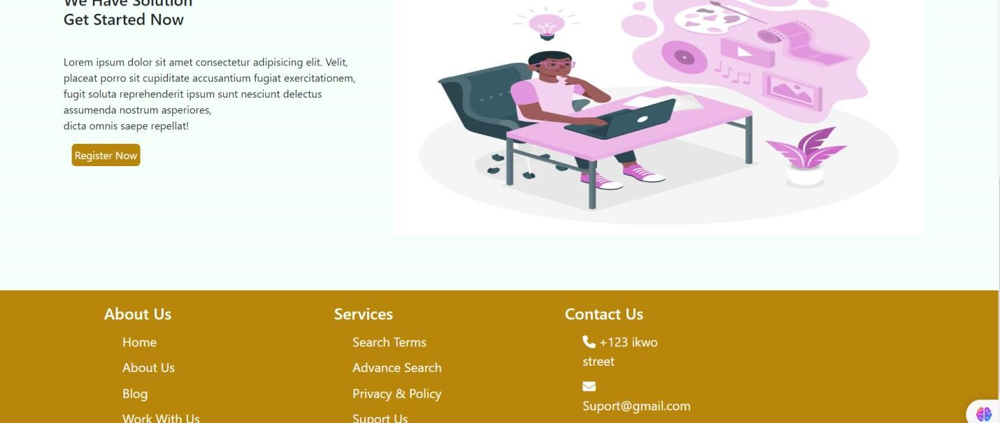 We Have Solution
Get Started Now
Lorem ipsum dolor sit amet consectetur adipisicing elit. Velit,
placeat porro sit cupiditate accusantium fugiat exercitationem,
fugit soluta reprehenderit ipsum sunt nesciunt delectus
assumenda nostrum asperiores,
dicta omnis saepe repellat!
Register Now
About Us
Home
About Us
Blog
Work With Us
Services
Search Terms
Advance Search
Privacy & Policy
Suport Us
Contact Us
+123 ikwo
street
Suport@gmail.com